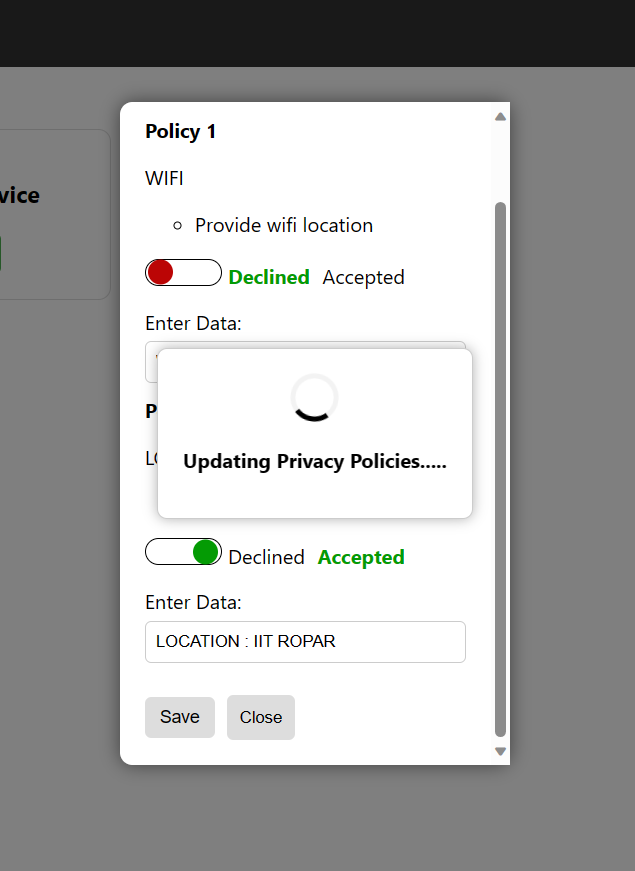 Policy 1
vice
WIFI
Provide wifi location
Declined Accepted
Enter Data:
P
LO
Updating Privacy Policies.....
Declined Accepted
Enter Data:
LOCATION : IIT ROPAR
Save Close